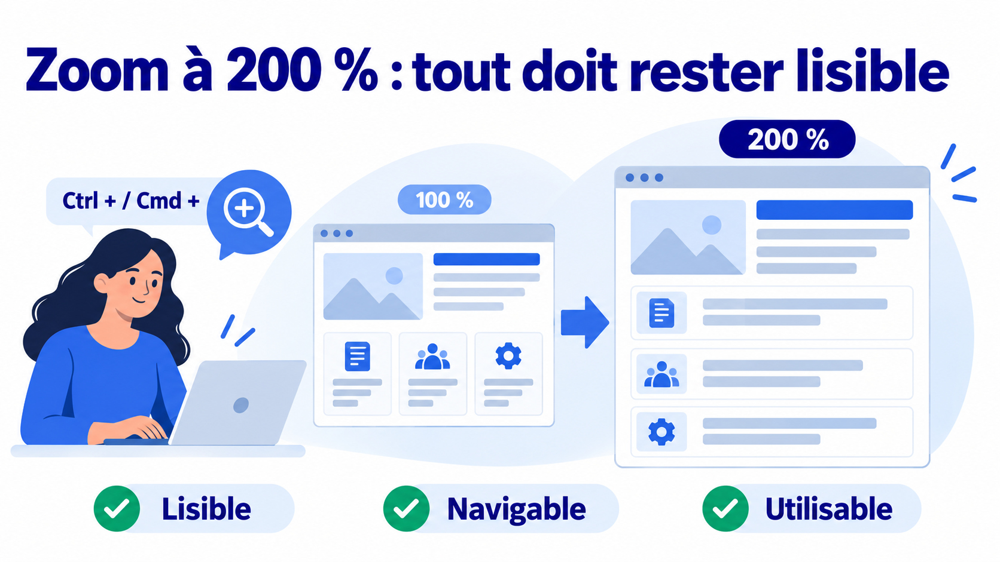 Zoom à 200 % : tout doit rester lisible
Ctrl + / Cmd +
100 %
200 %
Lisible
Navigable
Utilisable